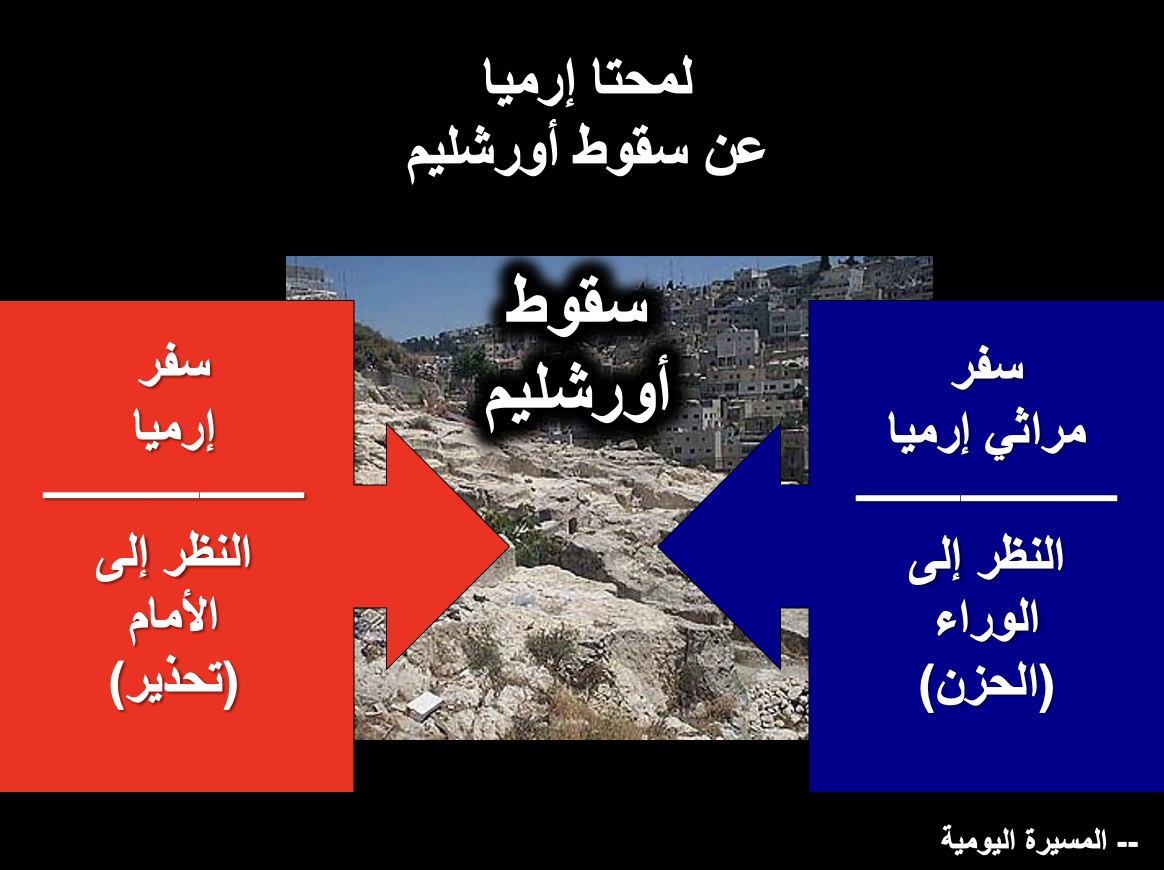 لمحتا إرميا
عن سقوط أورشليم
سقوط
أورشليم
سفر
مراثي إرميا
النظر إلى
الوراء
(الحزن)
سفر
إرميا
النظر إلى
الأمام
(تحذير)
-- المسيرة اليومية